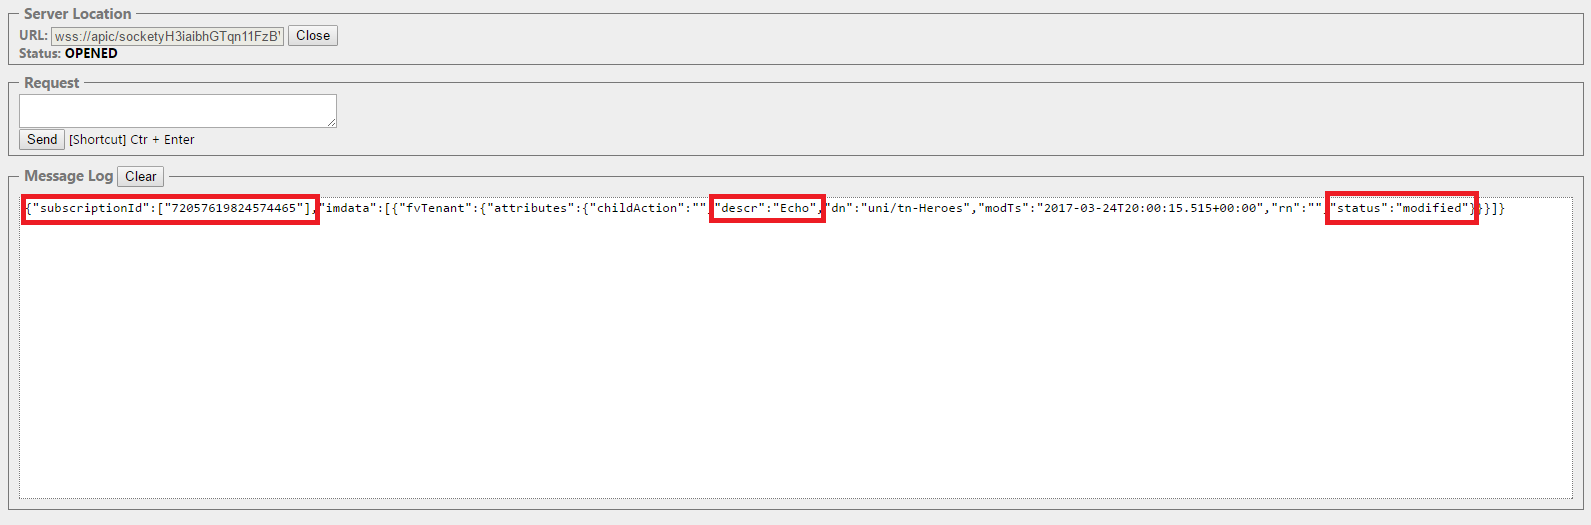 Server Location
URL: wss://apic/socketyH3iaibhGTqn11FzB' Close
Status: OPENED
Request
Send [Shortcut] Ctr + Enter
Message Log Clear
{"subscriptionId":["72057619824574465"],"imdata":[{"fvTenant":{"attributes":{"childAction":"","descr":"Echo","dn":"uni/tn-Heroes","modTs":"2017-03-24T20:00:15.515+00:00","rn":"","status":"modified"}}}]}